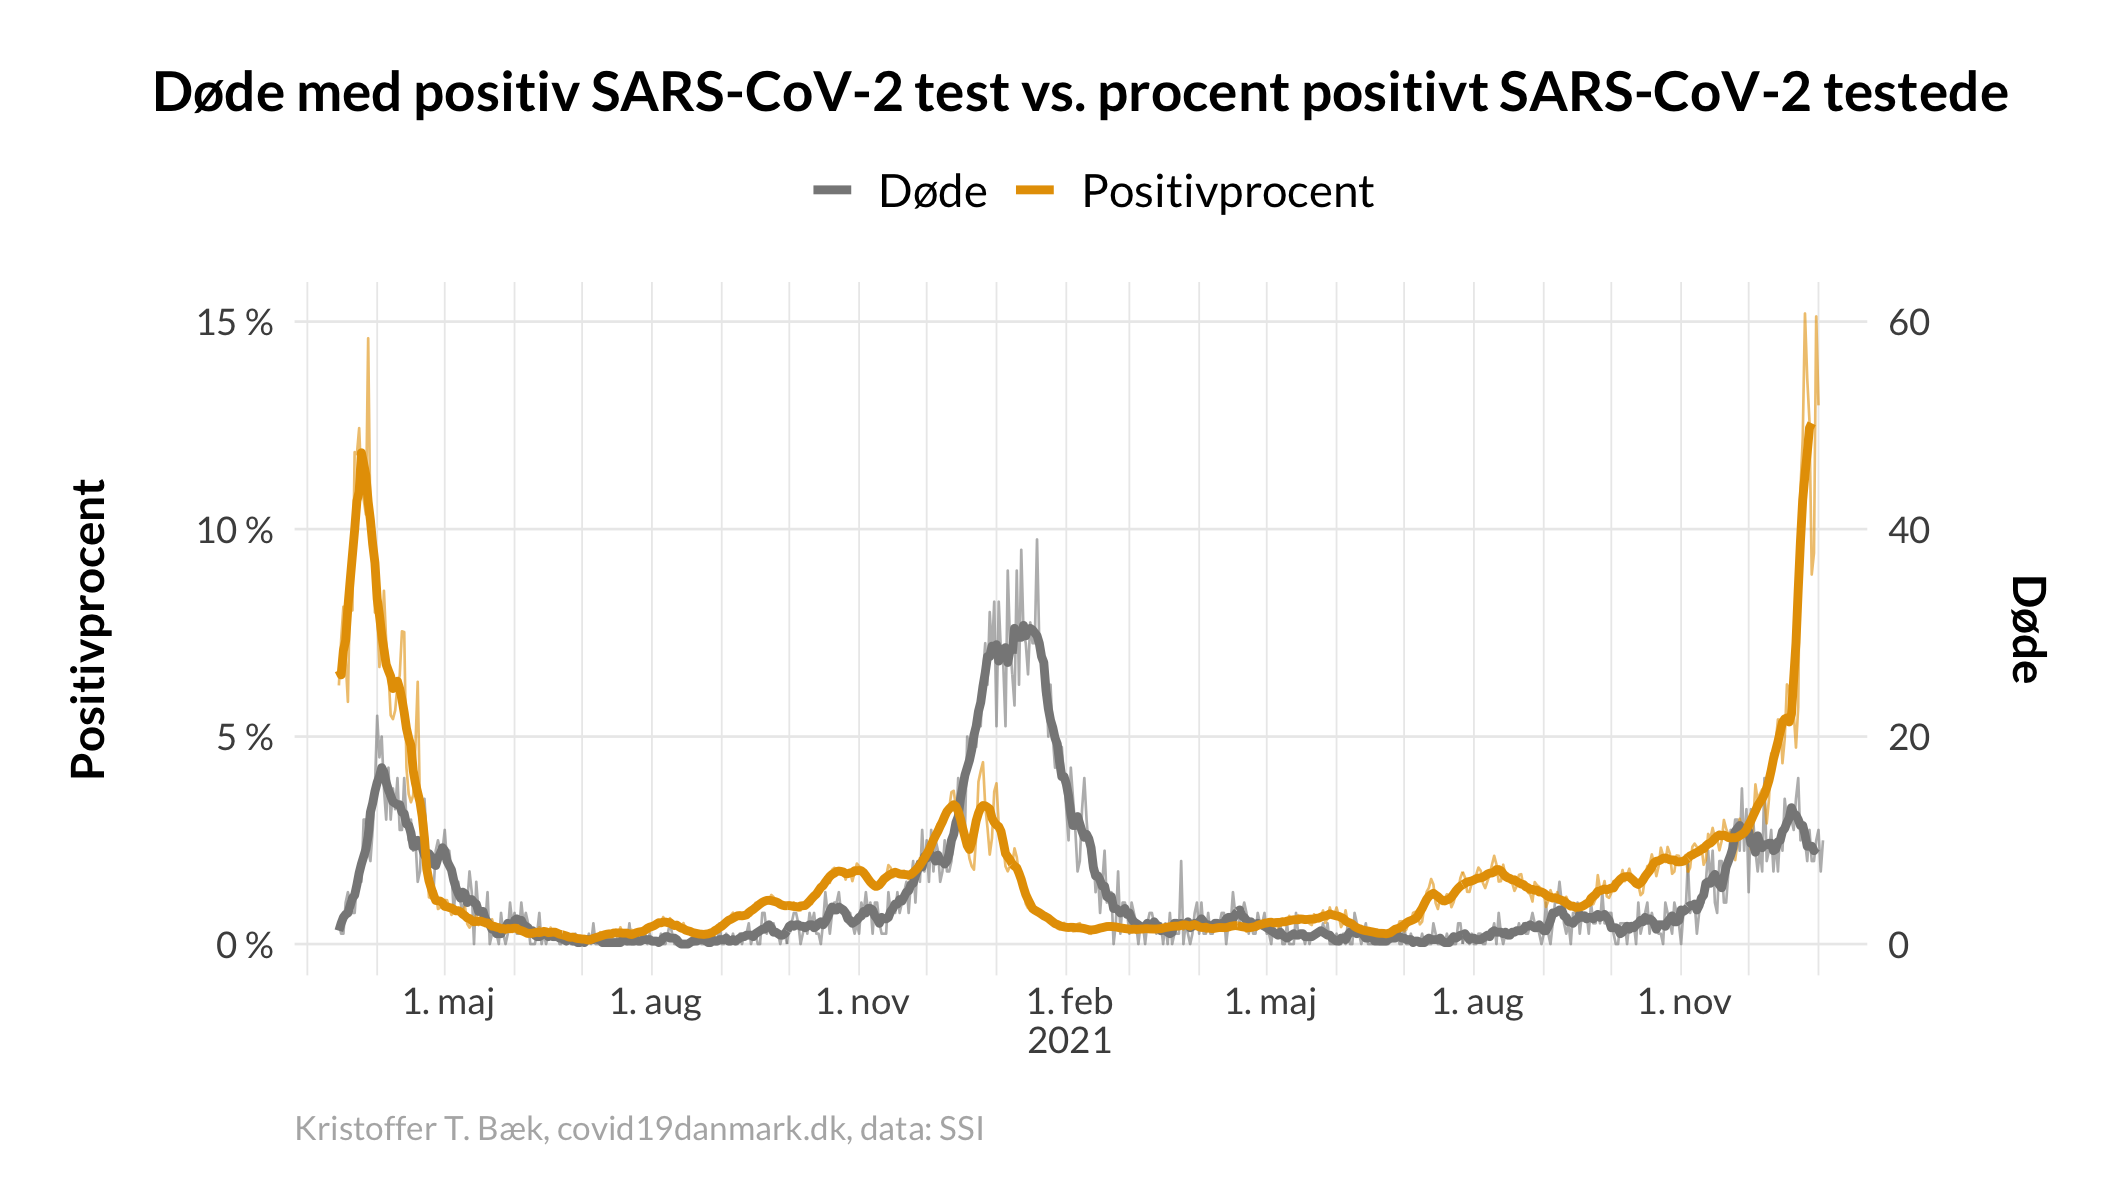 Døde med positiv SARS-CoV-2 test vs. procent positivt SARS-CoV-2 testede
Døde Positivprocent
15 % 60
10 % 40
5 % 20
0 % 0
Positivprocent
Døde
1. maj 1. aug 1. nov 1. feb 1. maj 1. aug 1. nov
2021
Kristoffer T. Bæk, covid19danmark.dk, data: SSI